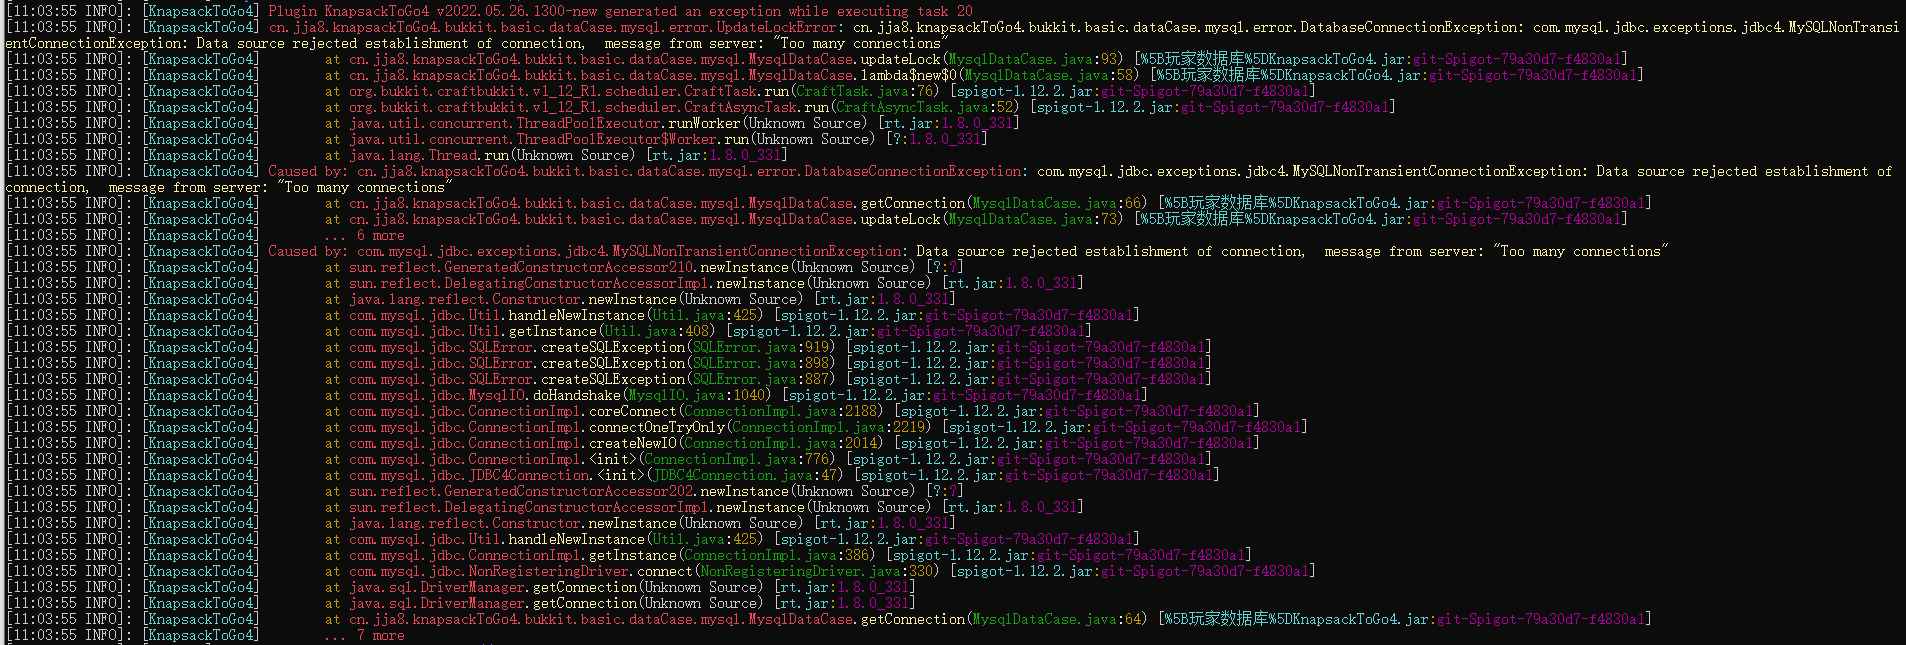 [11:03:55 INFO]: [KnapsackToGo4] Plugin KnapsackToGo4 v2022.05.26.1300-new generated an exception while executing task 20
[11:03:55 INFO]: [KnapsackToGo4] cn.jja8.knapsackToGo4.bukkit.basic.dataCase.mysql.error.UpdateLockError: cn.jja8.knapsackToGo4.bukkit.basic.dataCase.mysql.error.DatabaseConnectionException: com.mysql.jdbc.exceptions.jdbc4.MySQLNonTransi
entConnectionException: Data source rejected establishment of connection,  message from server: "Too many connections"
[11:03:55 INFO]: [KnapsackToGo4]        at cn.jja8.knapsackToGo4.bukkit.basic.dataCase.mysql.MysqlDataCase.updateLock(MysqlDataCase.java:93) [%5B玩家数据库%5DKnapsackToGo4.jar:git-Spigot-79a30d7-f4830a1]
[11:03:55 INFO]: [KnapsackToGo4]        at cn.jja8.knapsackToGo4.bukkit.basic.dataCase.mysql.MysqlDataCase.lambda$new$0(MysqlDataCase.java:58) [%5B玩家数据库%5DKnapsackToGo4.jar:git-Spigot-79a30d7-f4830a1]
[11:03:55 INFO]: [KnapsackToGo4]        at org.bukkit.craftbukkit.v1_12_R1.scheduler.CraftTask.run(CraftTask.java:76) [spigot-1.12.2.jar:git-Spigot-79a30d7-f4830a1]
[11:03:55 INFO]: [KnapsackToGo4]        at org.bukkit.craftbukkit.v1_12_R1.scheduler.CraftAsyncTask.run(CraftAsyncTask.java:52) [spigot-1.12.2.jar:git-Spigot-79a30d7-f4830a1]
[11:03:55 INFO]: [KnapsackToGo4]        at java.util.concurrent.ThreadPoolExecutor.runWorker(Unknown Source) [rt.jar:1.8.0_331]
[11:03:55 INFO]: [KnapsackToGo4]        at java.util.concurrent.ThreadPoolExecutor$Worker.run(Unknown Source) [?:1.8.0_331]
[11:03:55 INFO]: [KnapsackToGo4]        at java.lang.Thread.run(Unknown Source) [rt.jar:1.8.0_331]
[11:03:55 INFO]: [KnapsackToGo4] Caused by: cn.jja8.knapsackToGo4.bukkit.basic.dataCase.mysql.error.DatabaseConnectionException: com.mysql.jdbc.exceptions.jdbc4.MySQLNonTransientConnectionException: Data source rejected establishment of
connection,  message from server: "Too many connections"
[11:03:55 INFO]: [KnapsackToGo4]        at cn.jja8.knapsackToGo4.bukkit.basic.dataCase.mysql.MysqlDataCase.getConnection(MysqlDataCase.java:66) [%5B玩家数据库%5DKnapsackToGo4.jar:git-Spigot-79a30d7-f4830a1]
[11:03:55 INFO]: [KnapsackToGo4]        at cn.jja8.knapsackToGo4.bukkit.basic.dataCase.mysql.MysqlDataCase.updateLock(MysqlDataCase.java:73) [%5B玩家数据库%5DKnapsackToGo4.jar:git-Spigot-79a30d7-f4830a1]
[11:03:55 INFO]: [KnapsackToGo4]        ... 6 more
[11:03:55 INFO]: [KnapsackToGo4] Caused by: com.mysql.jdbc.exceptions.jdbc4.MySQLNonTransientConnectionException: Data source rejected establishment of connection,  message from server: "Too many connections"
[11:03:55 INFO]: [KnapsackToGo4]        at sun.reflect.GeneratedConstructorAccessor210.newInstance(Unknown Source) [?:?]
[11:03:55 INFO]: [KnapsackToGo4]        at sun.reflect.DelegatingConstructorAccessorImpl.newInstance(Unknown Source) [rt.jar:1.8.0_331]
[11:03:55 INFO]: [KnapsackToGo4]        at java.lang.reflect.Constructor.newInstance(Unknown Source) [rt.jar:1.8.0_331]
[11:03:55 INFO]: [KnapsackToGo4]        at com.mysql.jdbc.Util.handleNewInstance(Util.java:425) [spigot-1.12.2.jar:git-Spigot-79a30d7-f4830a1]
[11:03:55 INFO]: [KnapsackToGo4]        at com.mysql.jdbc.Util.getInstance(Util.java:408) [spigot-1.12.2.jar:git-Spigot-79a30d7-f4830a1]
[11:03:55 INFO]: [KnapsackToGo4]        at com.mysql.jdbc.SQLError.createSQLException(SQLError.java:919) [spigot-1.12.2.jar:git-Spigot-79a30d7-f4830a1]
[11:03:55 INFO]: [KnapsackToGo4]        at com.mysql.jdbc.SQLError.createSQLException(SQLError.java:898) [spigot-1.12.2.jar:git-Spigot-79a30d7-f4830a1]
[11:03:55 INFO]: [KnapsackToGo4]        at com.mysql.jdbc.SQLError.createSQLException(SQLError.java:887) [spigot-1.12.2.jar:git-Spigot-79a30d7-f4830a1]
[11:03:55 INFO]: [KnapsackToGo4]        at com.mysql.jdbc.MysqlIO.doHandshake(MysqlIO.java:1040) [spigot-1.12.2.jar:git-Spigot-79a30d7-f4830a1]
[11:03:55 INFO]: [KnapsackToGo4]        at com.mysql.jdbc.ConnectionImpl.coreConnect(ConnectionImpl.java:2188) [spigot-1.12.2.jar:git-Spigot-79a30d7-f4830a1]
[11:03:55 INFO]: [KnapsackToGo4]        at com.mysql.jdbc.ConnectionImpl.connectOneTryOnly(ConnectionImpl.java:2219) [spigot-1.12.2.jar:git-Spigot-79a30d7-f4830a1]
[11:03:55 INFO]: [KnapsackToGo4]        at com.mysql.jdbc.ConnectionImpl.createNewIO(ConnectionImpl.java:2014) [spigot-1.12.2.jar:git-Spigot-79a30d7-f4830a1]
[11:03:55 INFO]: [KnapsackToGo4]        at com.mysql.jdbc.ConnectionImpl.<init>(ConnectionImpl.java:776) [spigot-1.12.2.jar:git-Spigot-79a30d7-f4830a1]
[11:03:55 INFO]: [KnapsackToGo4]        at com.mysql.jdbc.JDBC4Connection.<init>(JDBC4Connection.java:47) [spigot-1.12.2.jar:git-Spigot-79a30d7-f4830a1]
[11:03:55 INFO]: [KnapsackToGo4]        at sun.reflect.GeneratedConstructorAccessor202.newInstance(Unknown Source) [?:?]
[11:03:55 INFO]: [KnapsackToGo4]        at sun.reflect.DelegatingConstructorAccessorImpl.newInstance(Unknown Source) [rt.jar:1.8.0_331]
[11:03:55 INFO]: [KnapsackToGo4]        at java.lang.reflect.Constructor.newInstance(Unknown Source) [rt.jar:1.8.0_331]
[11:03:55 INFO]: [KnapsackToGo4]        at com.mysql.jdbc.Util.handleNewInstance(Util.java:425) [spigot-1.12.2.jar:git-Spigot-79a30d7-f4830a1]
[11:03:55 INFO]: [KnapsackToGo4]        at com.mysql.jdbc.ConnectionImpl.getInstance(ConnectionImpl.java:386) [spigot-1.12.2.jar:git-Spigot-79a30d7-f4830a1]
[11:03:55 INFO]: [KnapsackToGo4]        at com.mysql.jdbc.NonRegisteringDriver.connect(NonRegisteringDriver.java:330) [spigot-1.12.2.jar:git-Spigot-79a30d7-f4830a1]
[11:03:55 INFO]: [KnapsackToGo4]        at java.sql.DriverManager.getConnection(Unknown Source) [rt.jar:1.8.0_331]
[11:03:55 INFO]: [KnapsackToGo4]        at java.sql.DriverManager.getConnection(Unknown Source) [rt.jar:1.8.0_331]
[11:03:55 INFO]: [KnapsackToGo4]        at cn.jja8.knapsackToGo4.bukkit.basic.dataCase.mysql.MysqlDataCase.getConnection(MysqlDataCase.java:64) [%5B玩家数据库%5DKnapsackToGo4.jar:git-Spigot-79a30d7-f4830a1]
[11:03:55 INFO]: [KnapsackToGo4]        ... 7 more